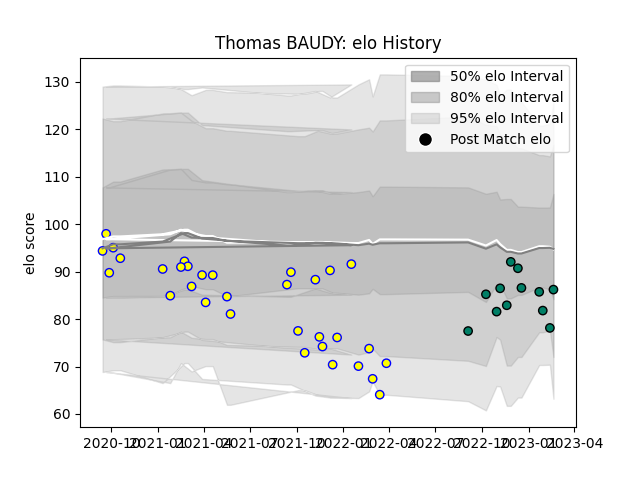 Thomas BAUDY: elo History
50% elo Interval
80% elo Interval
95% elo Interval
Post Match elo
elo score
130
120
110
100
90
80
70
60
2020-10 2021-01 2021-04 2021-07 2021-10 2022-01 2022-04 2022-07 2022-10 2023-01 2023-04